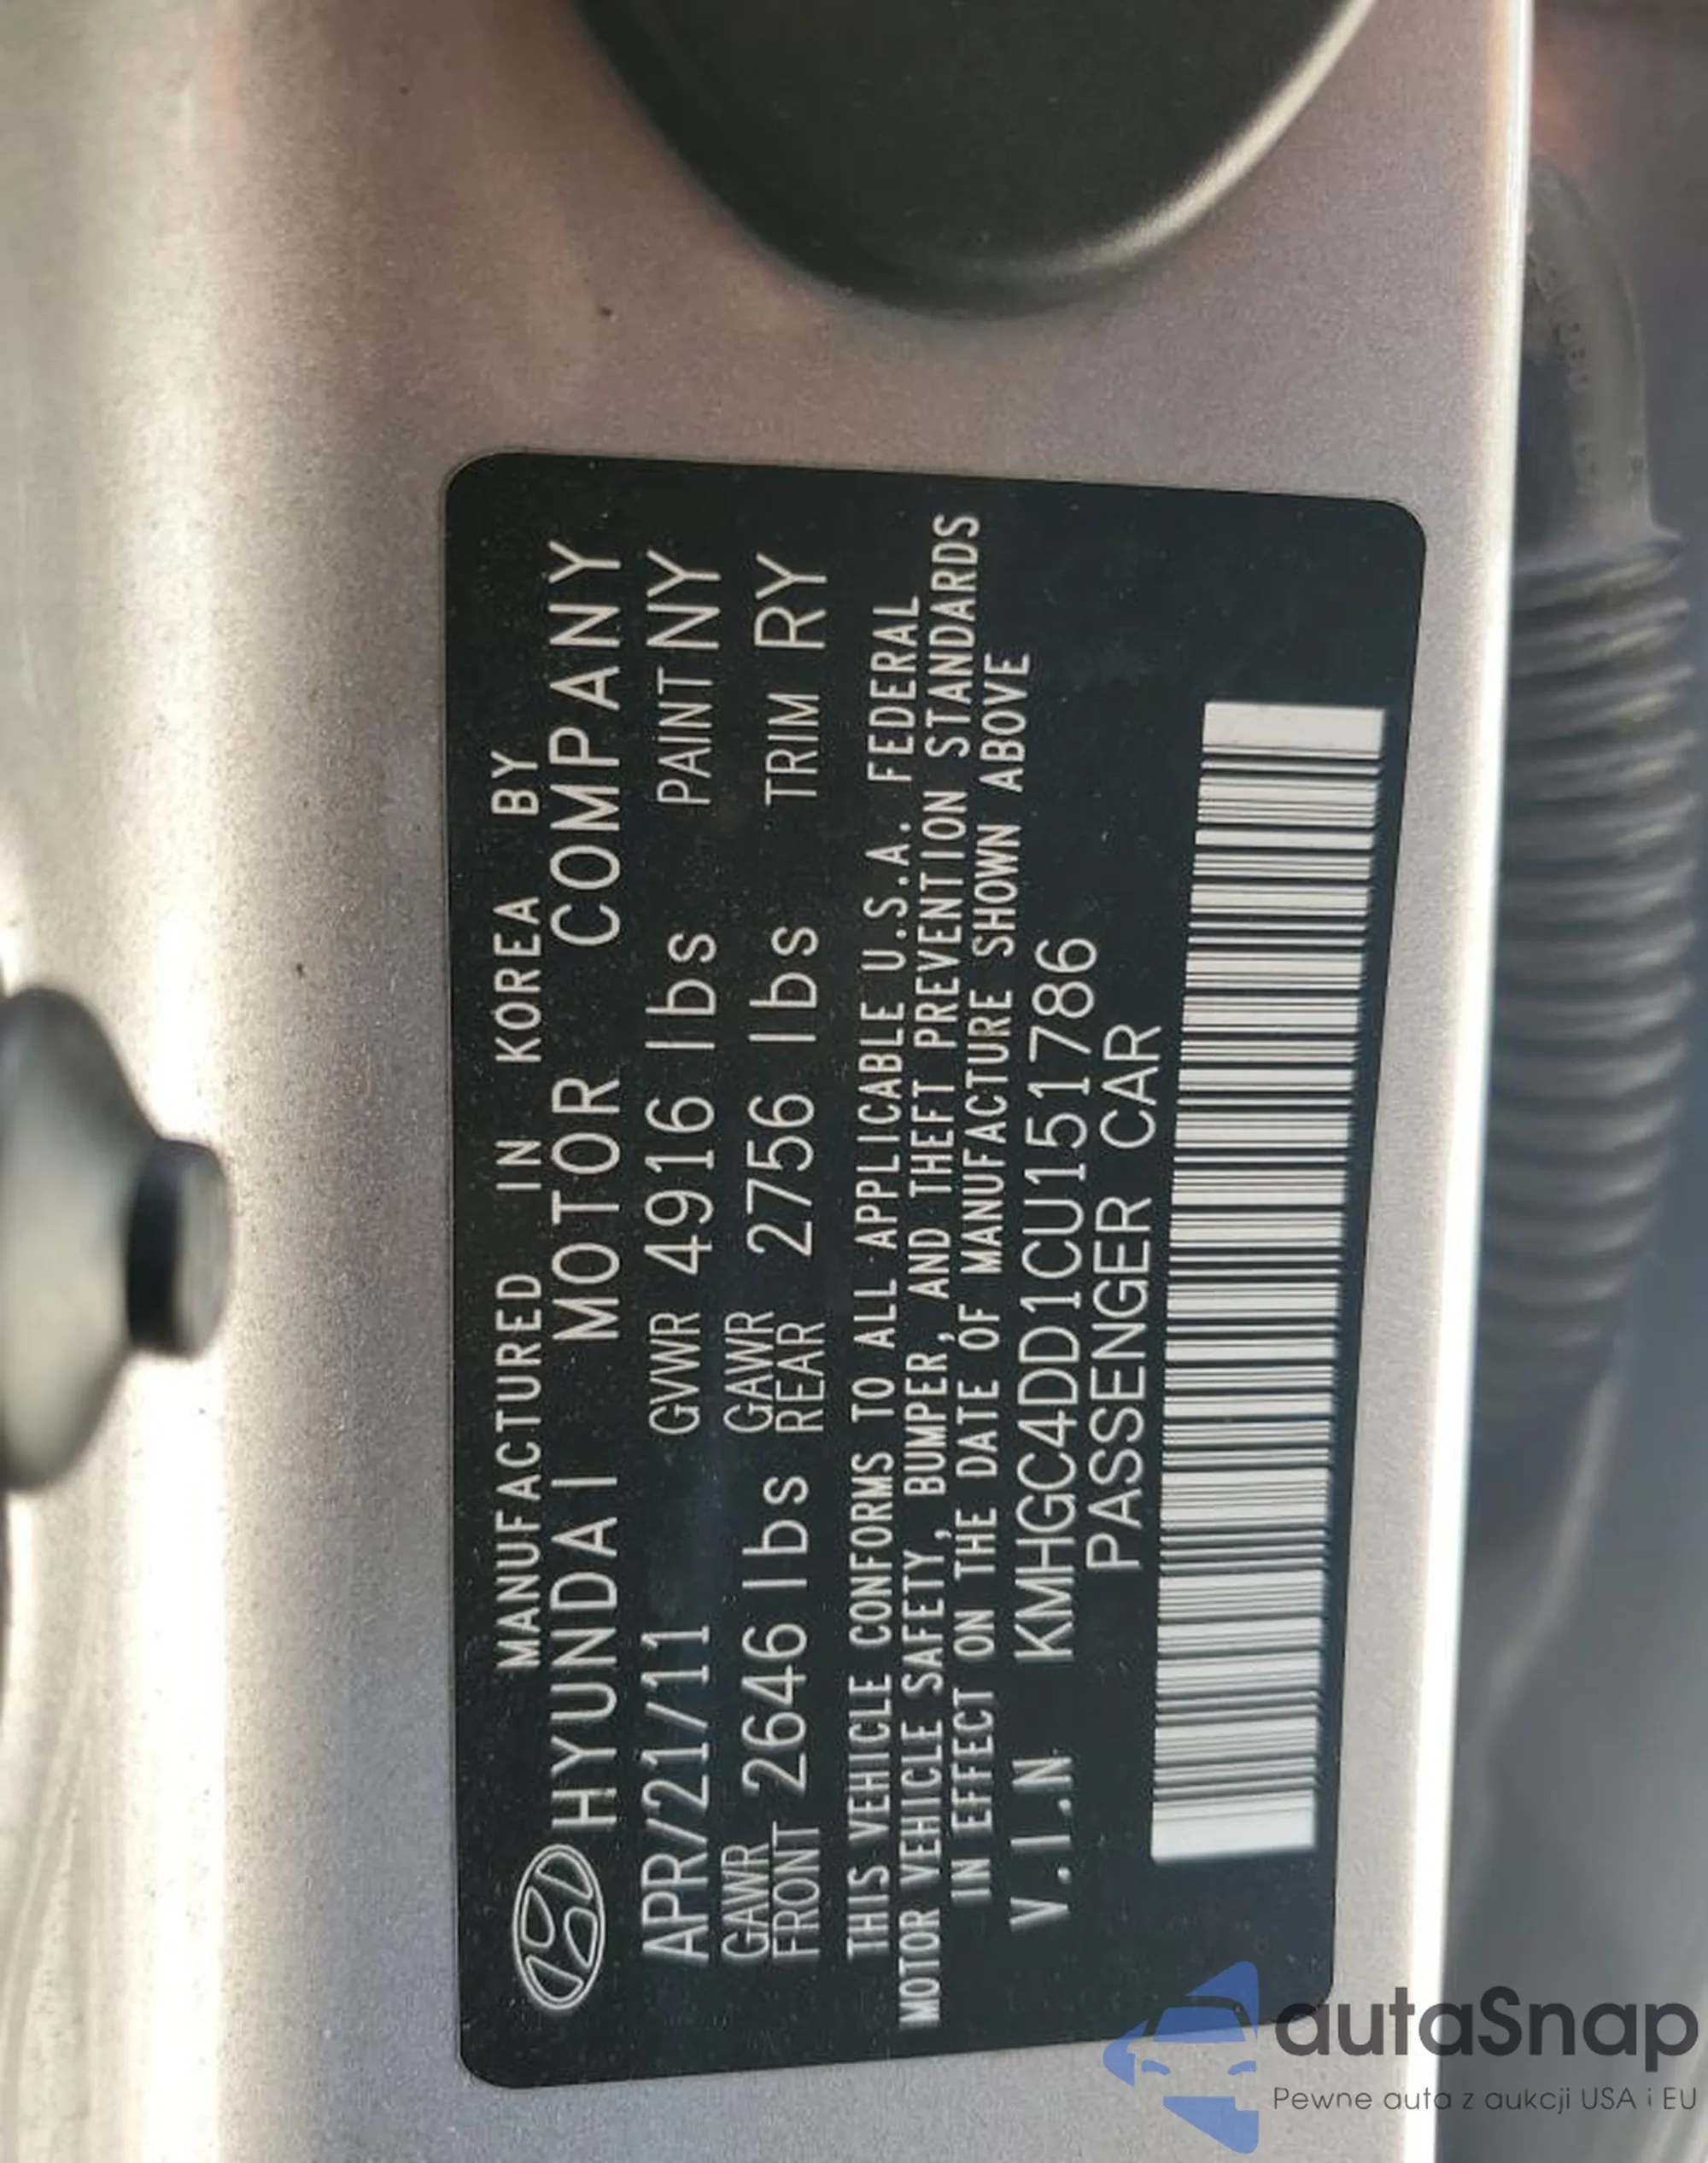 MANUFACTURED IN KOREA BY
HYUNDAI MOTOR COMPANY
APR/21/11 GVWR 4916 lbs PAINT NY
GAWR FRONT 2646 lbs GAWR REAR 2756 lbs TRIM RY
THIS VEHICLE CONFORMS TO ALL APPLICABLE U.S.A. FEDERAL
MOTOR VEHICLE SAFETY, BUMPER, AND THEFT PREVENTION STANDARDS
IN EFFECT ON THE DATE OF MANUFACTURE SHOWN ABOVE
V.I.N KMHGC4DD1CU151786
PASSENGER CAR
autaSnap
Pewne auta z aukcji USA i EU